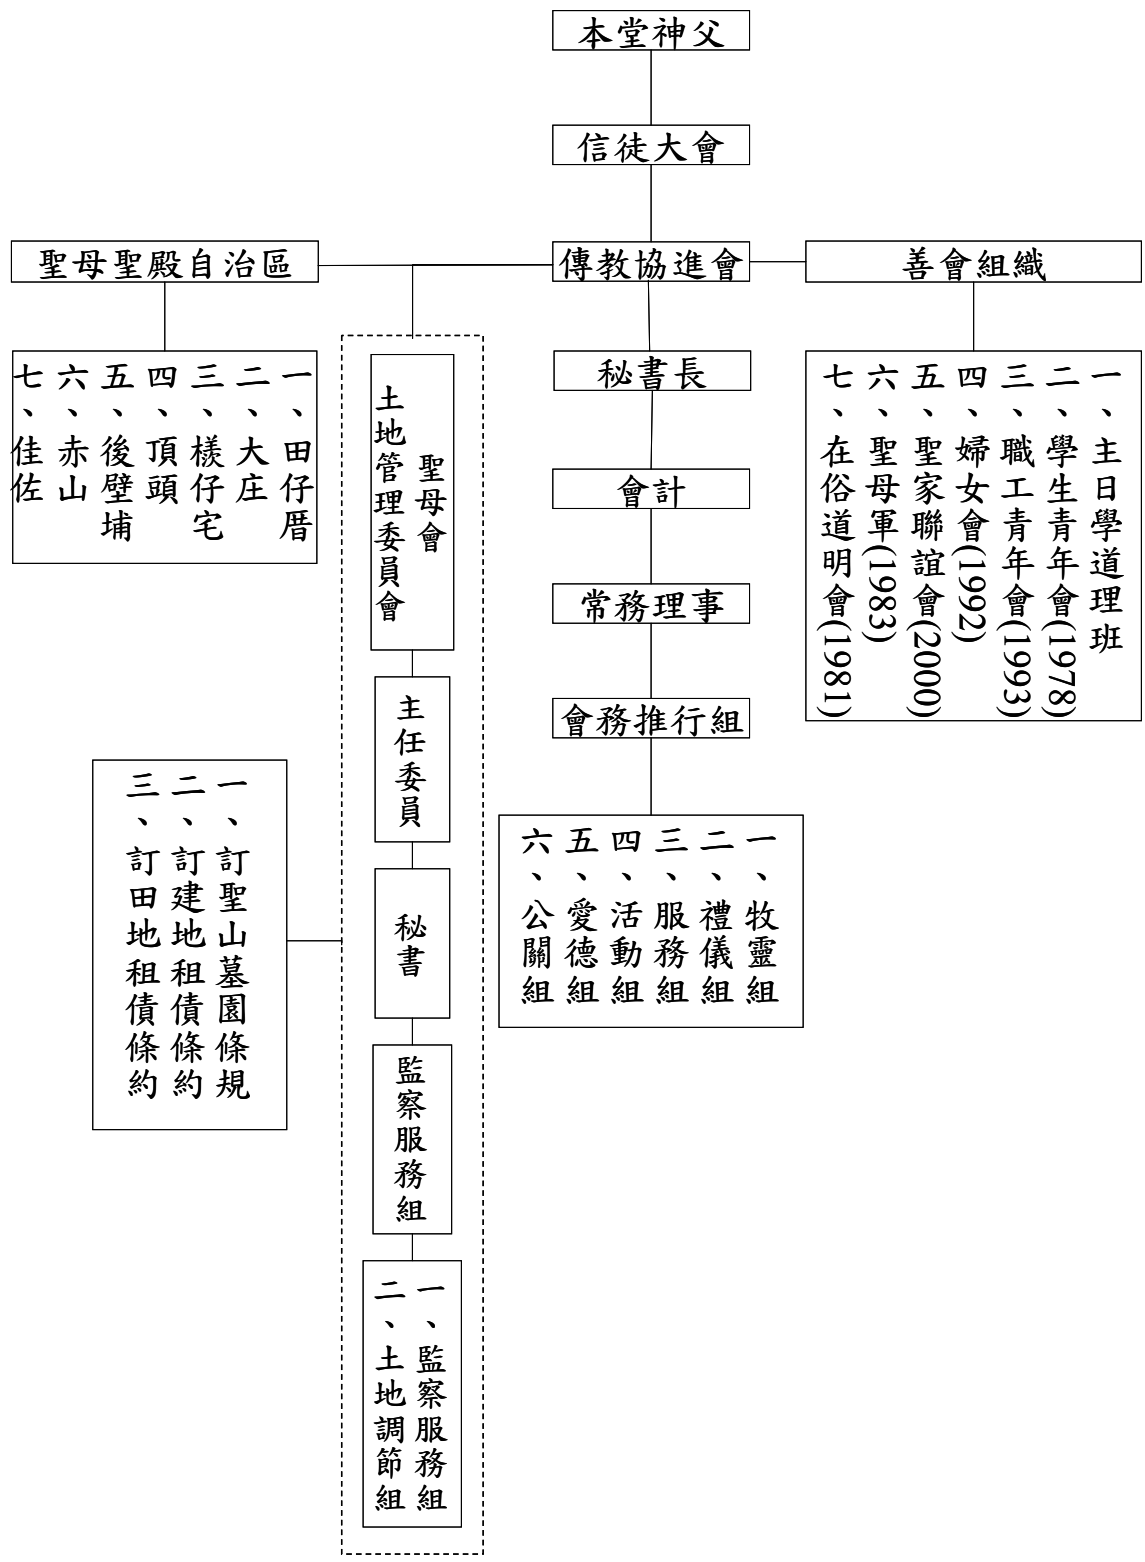 本堂神父
信徒大會
聖母聖殿自治區
傳教協進會
善會組織
一、田仔厝
二、大庄
三、檨仔宅
四、頂頭
五、後壁埔
六、赤山
七、佳佐
聖母會
土地管理委員會
主任委員
秘書
監察服務組
一、監察服務組
二、土地調節組
一、訂聖山墓園條規
二、訂建地租債條約
三、訂田地租債條約
秘書長
會計
常務理事
會務推行組
一、牧靈組
二、禮儀組
三、服務組
四、活動組
五、愛德組
六、公關組
一、主日學道理班
二、學生青年會(1978)
三、職工青年會(1993)
四、婦女會(1992)
五、聖家聯誼會(2000)
六、聖母軍(1983)
七、在俗道明會(1981)